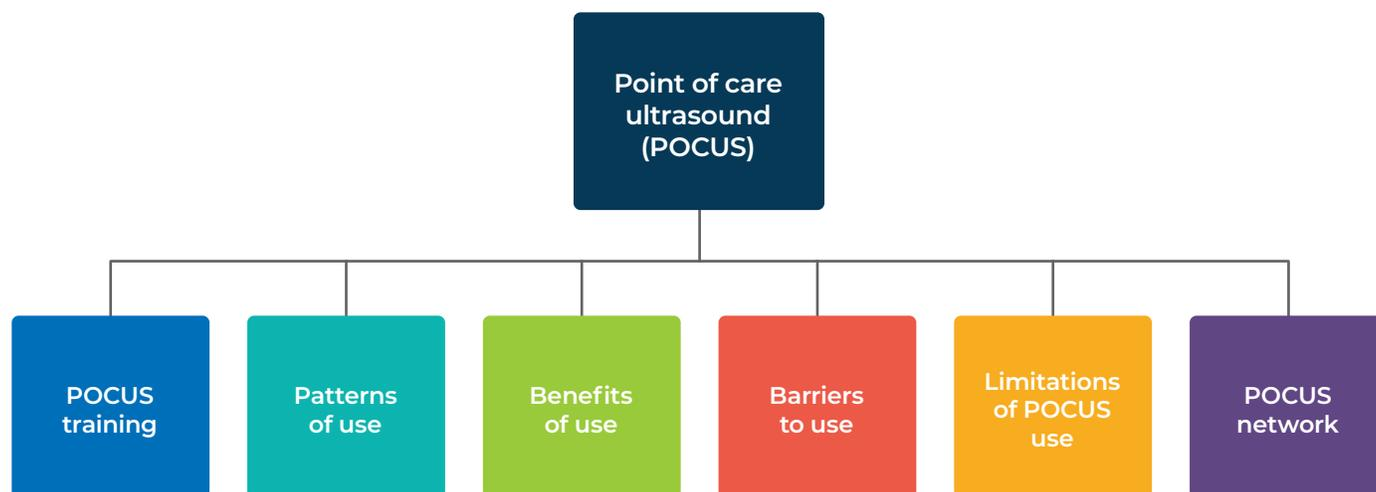 Point of care
ultrasound
(POCUS)
POCUS
training
Patterns
of use
Benefits
of use
Barriers
to use
Limitations
of POCUS
use
POCUS
network